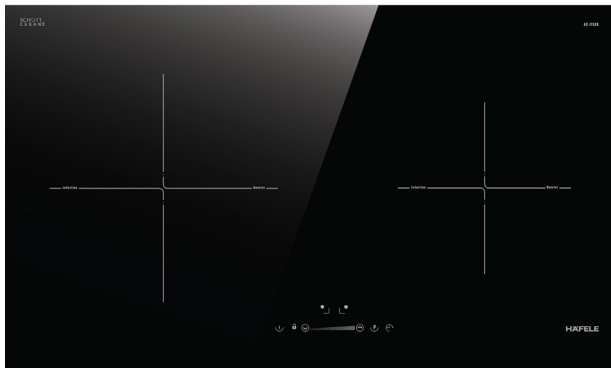 SCHOTT
CERAN®
Induction
Booster
Induction
Booster
P
HÄFELE